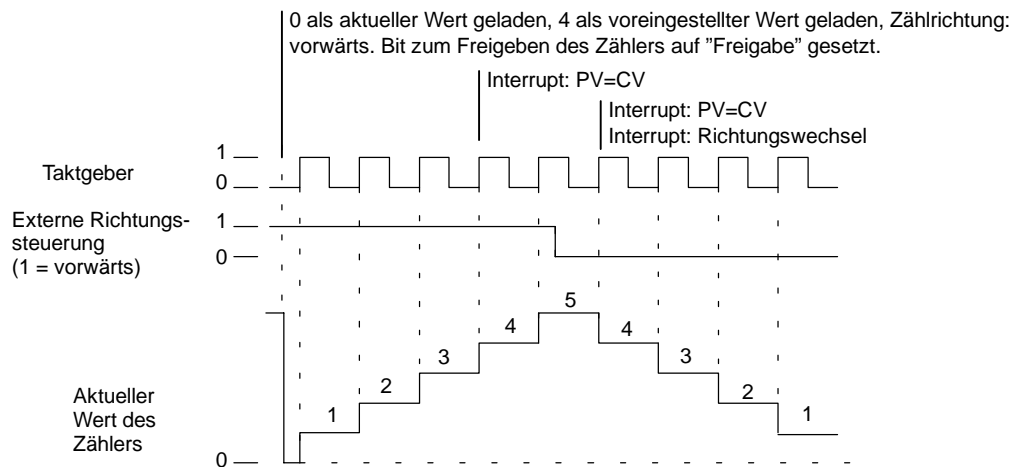 0 als aktueller Wert geladen, 4 als voreingestellter Wert geladen, Zählrichtung:
vorwärts. Bit zum Freigeben des Zählers auf ”Freigabe” gesetzt.
Interrupt: PV=CV
Interrupt: PV=CV
Interrupt: Richtungswechsel
Taktgeber
1
0
Externe Richtungs-
steuerung
(1 = vorwärts)
1
0
Aktueller
Wert des
Zählers
0
1
2
3
4
5
4
3
2
1